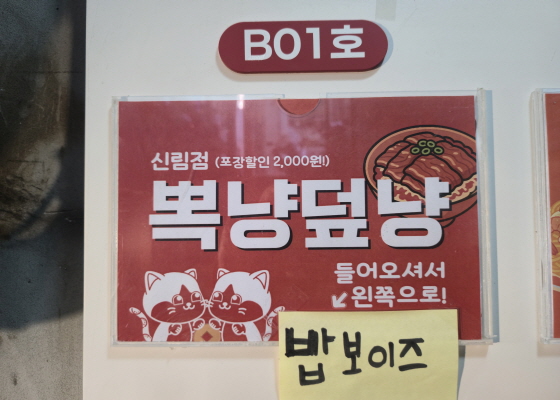 B01호
신림점 (포장할인 2,000원!)
뽁냥덮냥
들어오셔서
↙왼쪽으로!
밥보이즈